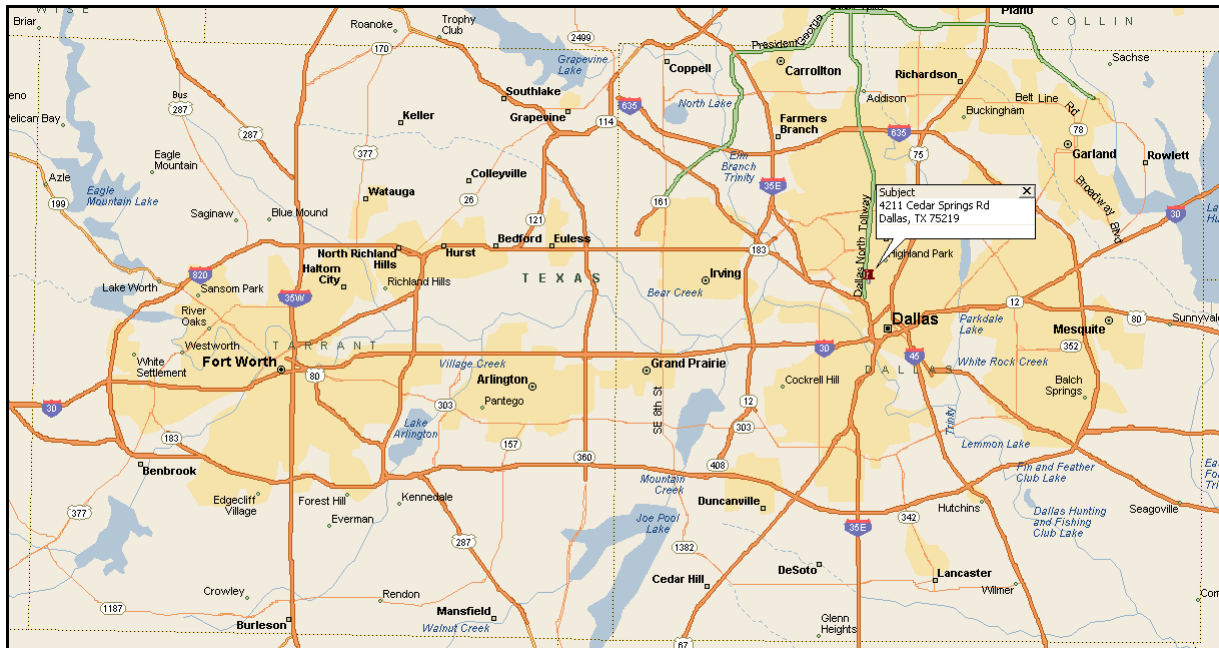 WISE
Briar
Roanoke
Trophy
Club
2499
170
Grapevine
Lake
Coppell
President
George
Carrollton
Plano
COLLIN
Richardson
Sachse
Bus
287
287
Pelican Bay
Southlake
Grapevine
114
635
North Lake
Addison
Belt Line
Rd
Buckingham
Keller
377
Farmers
Branch
635
75
78
Garland
Rowlett
Eagle
Mountain
Azle
199
Eagle
Mountain Lake
Colleyville
Watauga
26
Elm
Branch
Trinity
35E
161
Broadway Blvd
30
Subject
4211 Cedar Springs Rd
Dallas, TX 75219
Saginaw
Blue Mound
121
Bedford
Euless
North Richland
Hills
Hurst
183
Dallas North Tollway
Highland Park
820
Lake Worth
Sansom Park
Haltom
City
Richland Hills
TEXAS
Irving
Bear Creek
35W
River
Oaks
12
Dallas
Parkdale
Lake
Mesquite
80
Sunnyvale
TARRANT
Westworth
White
Settlement
Fort Worth
80
Village Creek
Grand Prairie
30
45
White Rock Creek
352
DALLAS
Arlington
Pantego
Cockrell Hill
Balch
Springs
30
303
SE 8th St
12
303
Trinity
183
Lake
Arlington
157
Lemmon Lake
Benbrook
360
408
Fin and Feather
Club Lake
Mountain
Creek
Edgecliff
Village
Forest Hill
Kennedale
Duncanville
Hutchins
Seagoville
377
Everman
Joe Pool
Lake
35E
342
Dallas Hunting
and Fishing
Club Lake
287
1382
Crowley
Rendon
Cedar Hill
DeSoto
Lancaster
Wilmer
1187
Burleson
Mansfield
Walnut Creek
67
Glenn
Heights